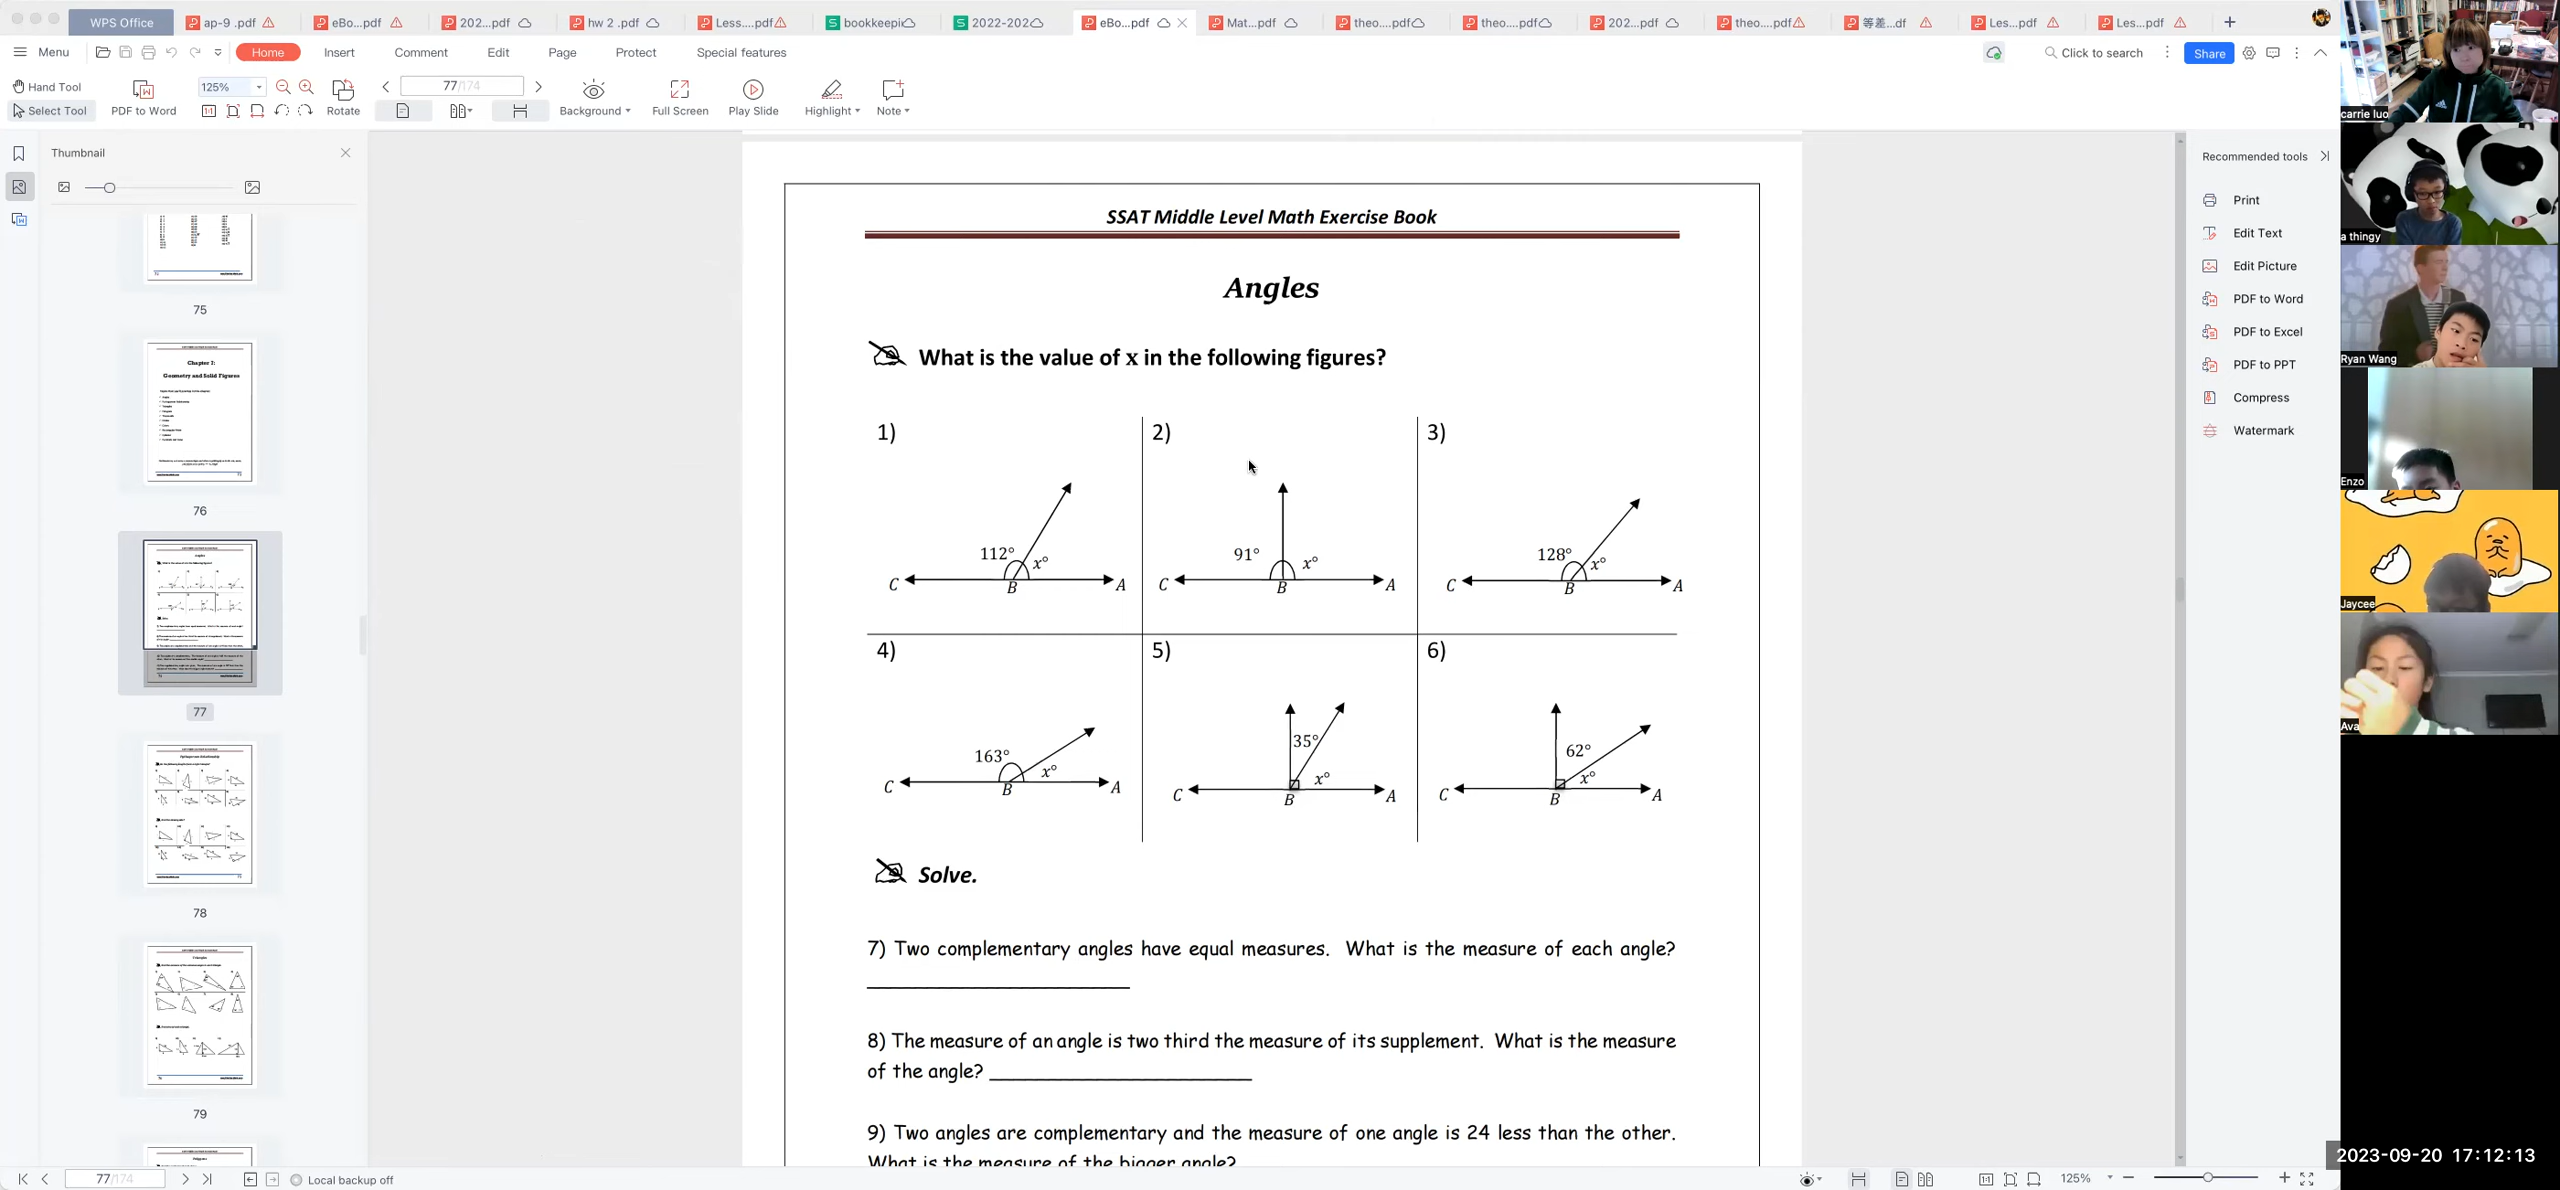 WPS Office
ap-9 .pdf
eBo...pdf
202...pdf
hw 2 .pdf
Less....pdf
bookkeepi
2022-202
eBo...pdf
Mat...pdf
theo....pdf
theo....pdf
202...pdf
theo....pdf
等差...df
Les...pdf
Les...pdf
Menu
Home
Insert
Comment
Edit
Page
Protect
Special features
Click to search
Share
Hand Tool
Select Tool
PDF to Word
125%
Rotate
77/174
Background
Full Screen
Play Slide
Highlight
Note
Thumbnail
75
Chapter 7:
Geometry and Solid Figures
76
77
78
79
SSAT Middle Level Math Exercise Book
Angles
What is the value of x in the following figures?
1)
112°
x°
C
B
A
2)
91°
x°
C
B
A
3)
128°
x°
C
B
A
4)
163°
x°
C
B
A
5)
35°
x°
C
B
A
6)
62°
x°
C
B
A
Solve.
7) Two complementary angles have equal measures. What is the measure of each angle?
8) The measure of an angle is two third the measure of its supplement. What is the measure
of the angle?
9) Two angles are complementary and the measure of one angle is 24 less than the other.
What is the measure of the bigger angle?
Recommended tools
Print
Edit Text
Edit Picture
PDF to Word
PDF to Excel
PDF to PPT
Compress
Watermark
carrie luo
a thingy
Ryan Wang
Enzo
Jaycee
Ava
77/174
Local backup off
125%
2023-09-20 17:12:13